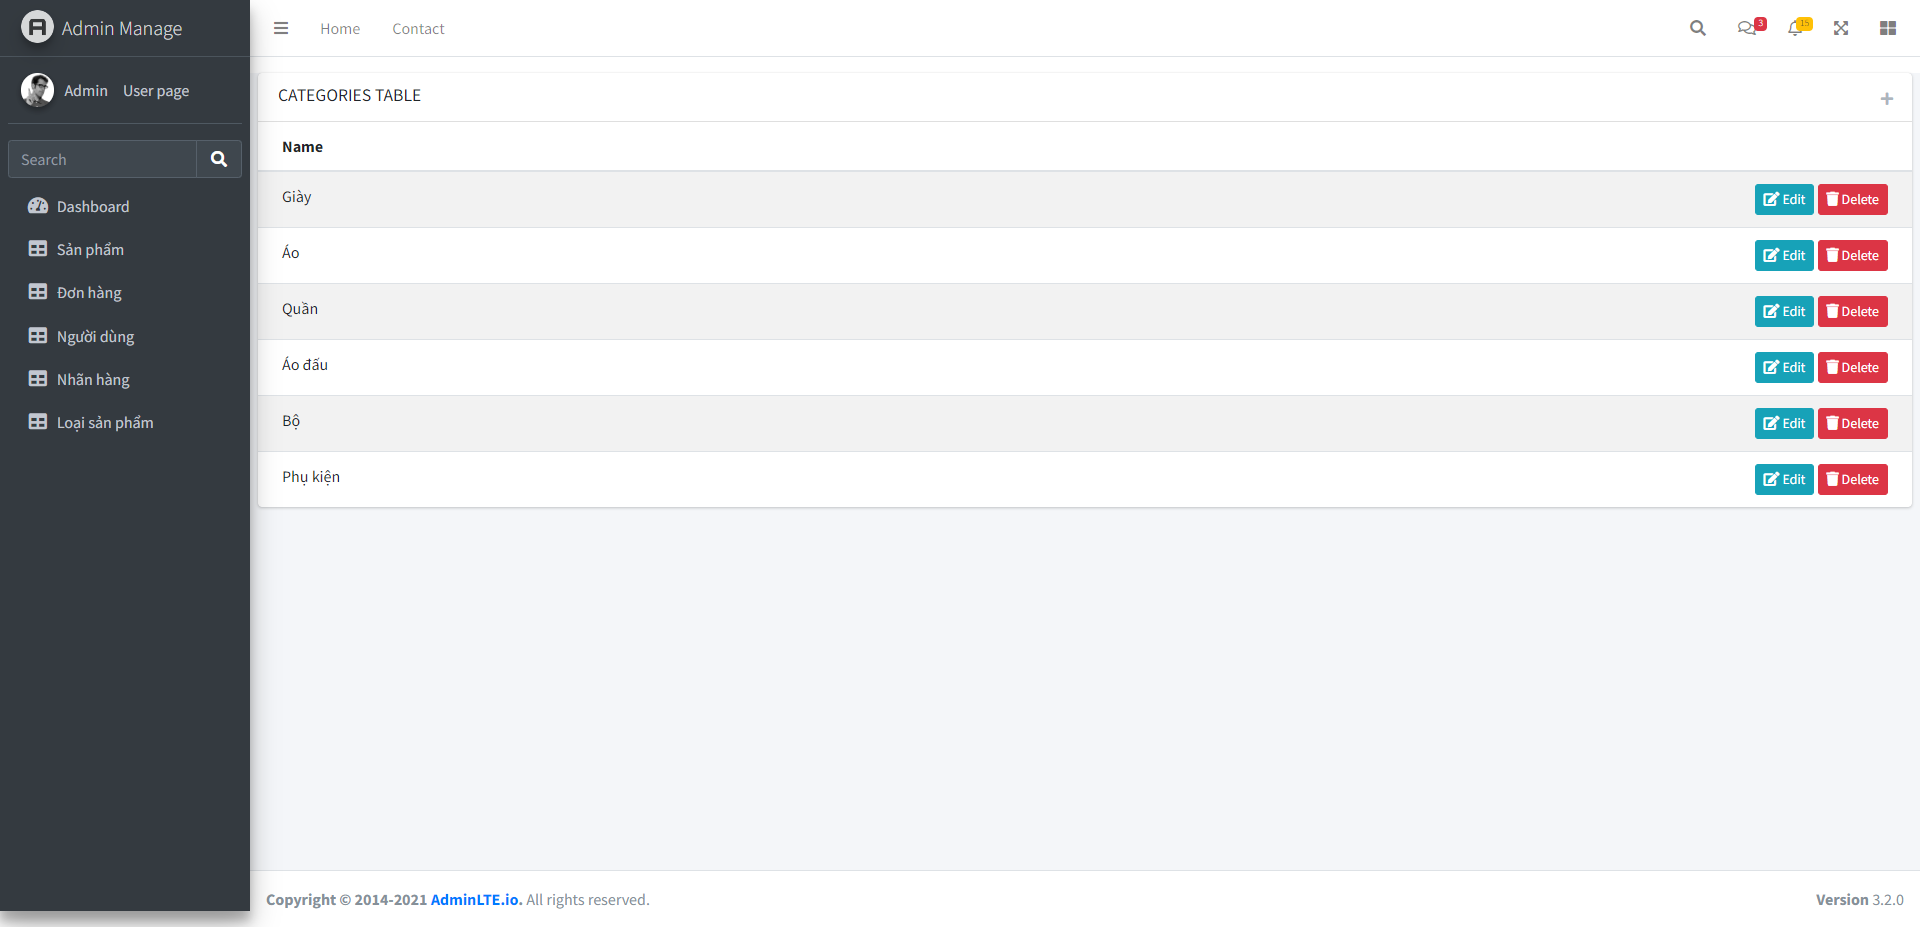 Admin Manage
Home Contact
3
15
Admin User page
Search
Dashboard
Sản phẩm
Đơn hàng
Người dùng
Nhãn hàng
Loại sản phẩm
CATEGORIES TABLE
Name
Giày Edit Delete
Áo Edit Delete
Quần Edit Delete
Áo đấu Edit Delete
Bộ Edit Delete
Phụ kiện Edit Delete
Copyright © 2014-2021 AdminLTE.io. All rights reserved.
Version 3.2.0